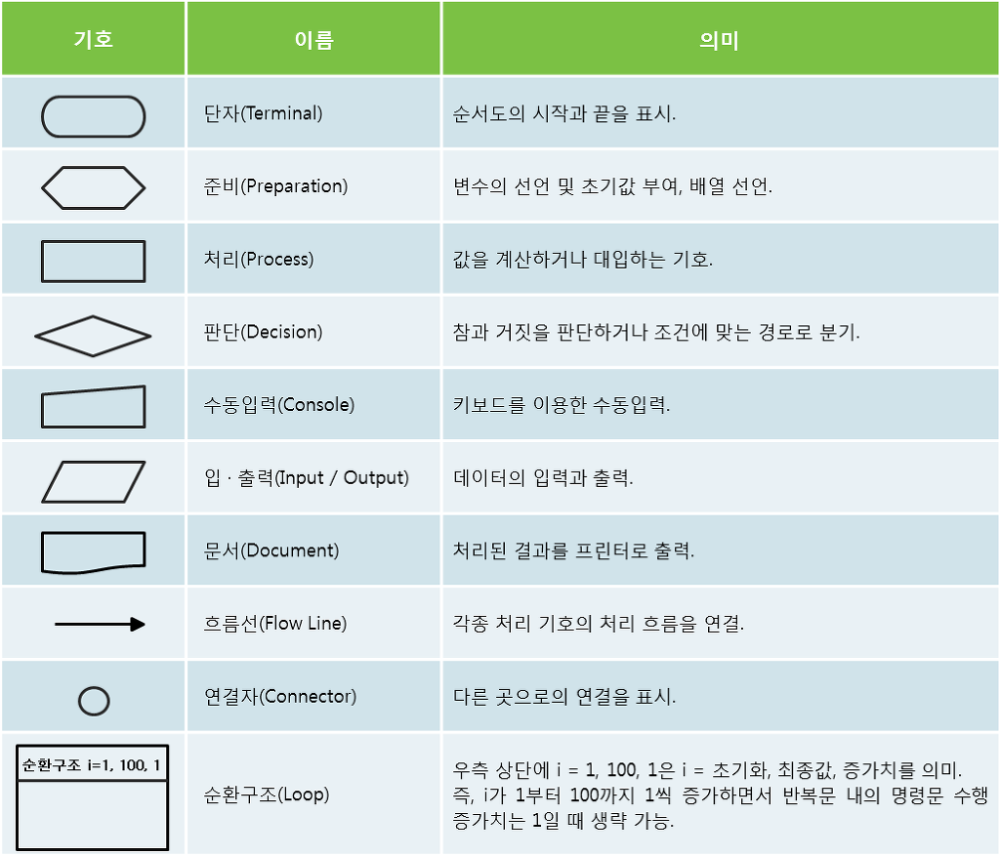 기호 이름 의미
단자(Terminal) 순서도의 시작과 끝을 표시.
준비(Preparation) 변수의 선언 및 초기값 부여, 배열 선언.
처리(Process) 값을 계산하거나 대입하는 기호.
판단(Decision) 참과 거짓을 판단하거나 조건에 맞는 경로로 분기.
수동입력(Console) 키보드를 이용한 수동입력.
입 · 출력(Input / Output) 데이터의 입력과 출력.
문서(Document) 처리된 결과를 프린터로 출력.
흐름선(Flow Line) 각종 처리 기호의 처리 흐름을 연결.
연결자(Connector) 다른 곳으로의 연결을 표시.
순환구조 i=1, 100, 1
순환구조(Loop)
우측 상단에 i = 1, 100, 1은 i = 초기화, 최종값, 증가치를 의미.
즉, i가 1부터 100까지 1씩 증가하면서 반복문 내의 명령문 수행
증가치는 1일 때 생략 가능.